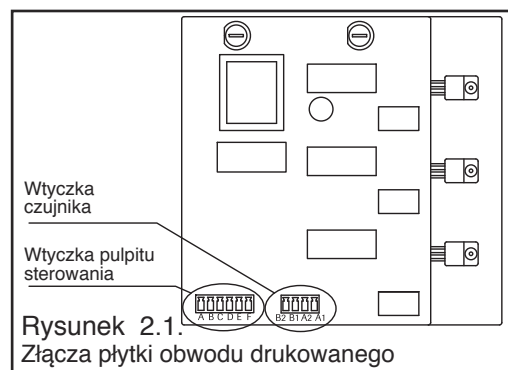 Wtyczka
czujnika
Wtyczka pulpitu
sterowania
A B C D E F
B2 B1 A2 A1
Rysunek 2.1.
Złącza płytki obwodu drukowanego